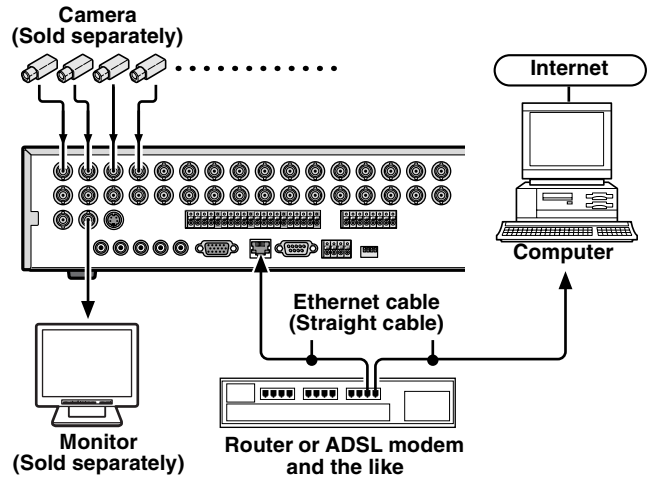 Camera
(Sold separately)
Internet
Computer
Ethernet cable
(Straight cable)
Monitor
(Sold separately)
Router or ADSL modem
and the like